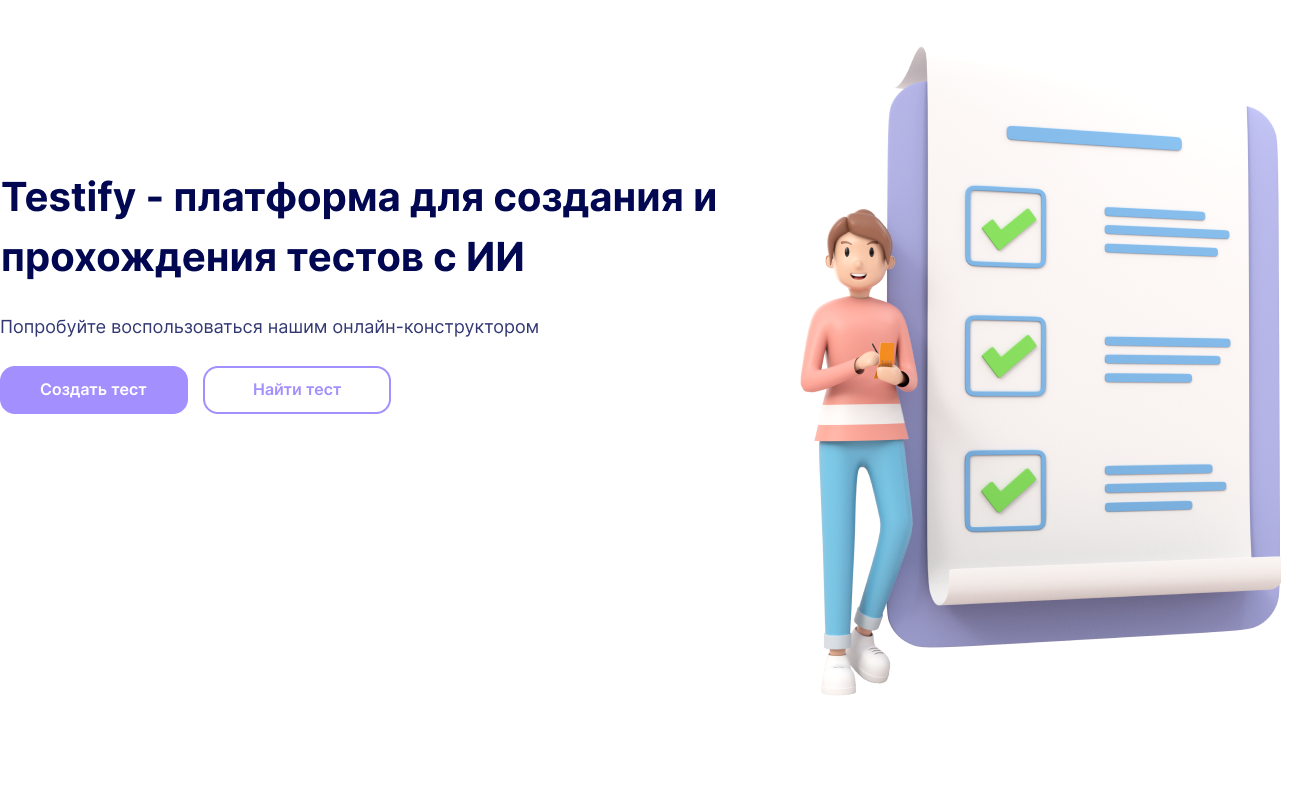 Testify - платформа для создания и
прохождения тестов с ИИ
Попробуйте воспользоваться нашим онлайн-конструктором
Создать тест
Найти тест